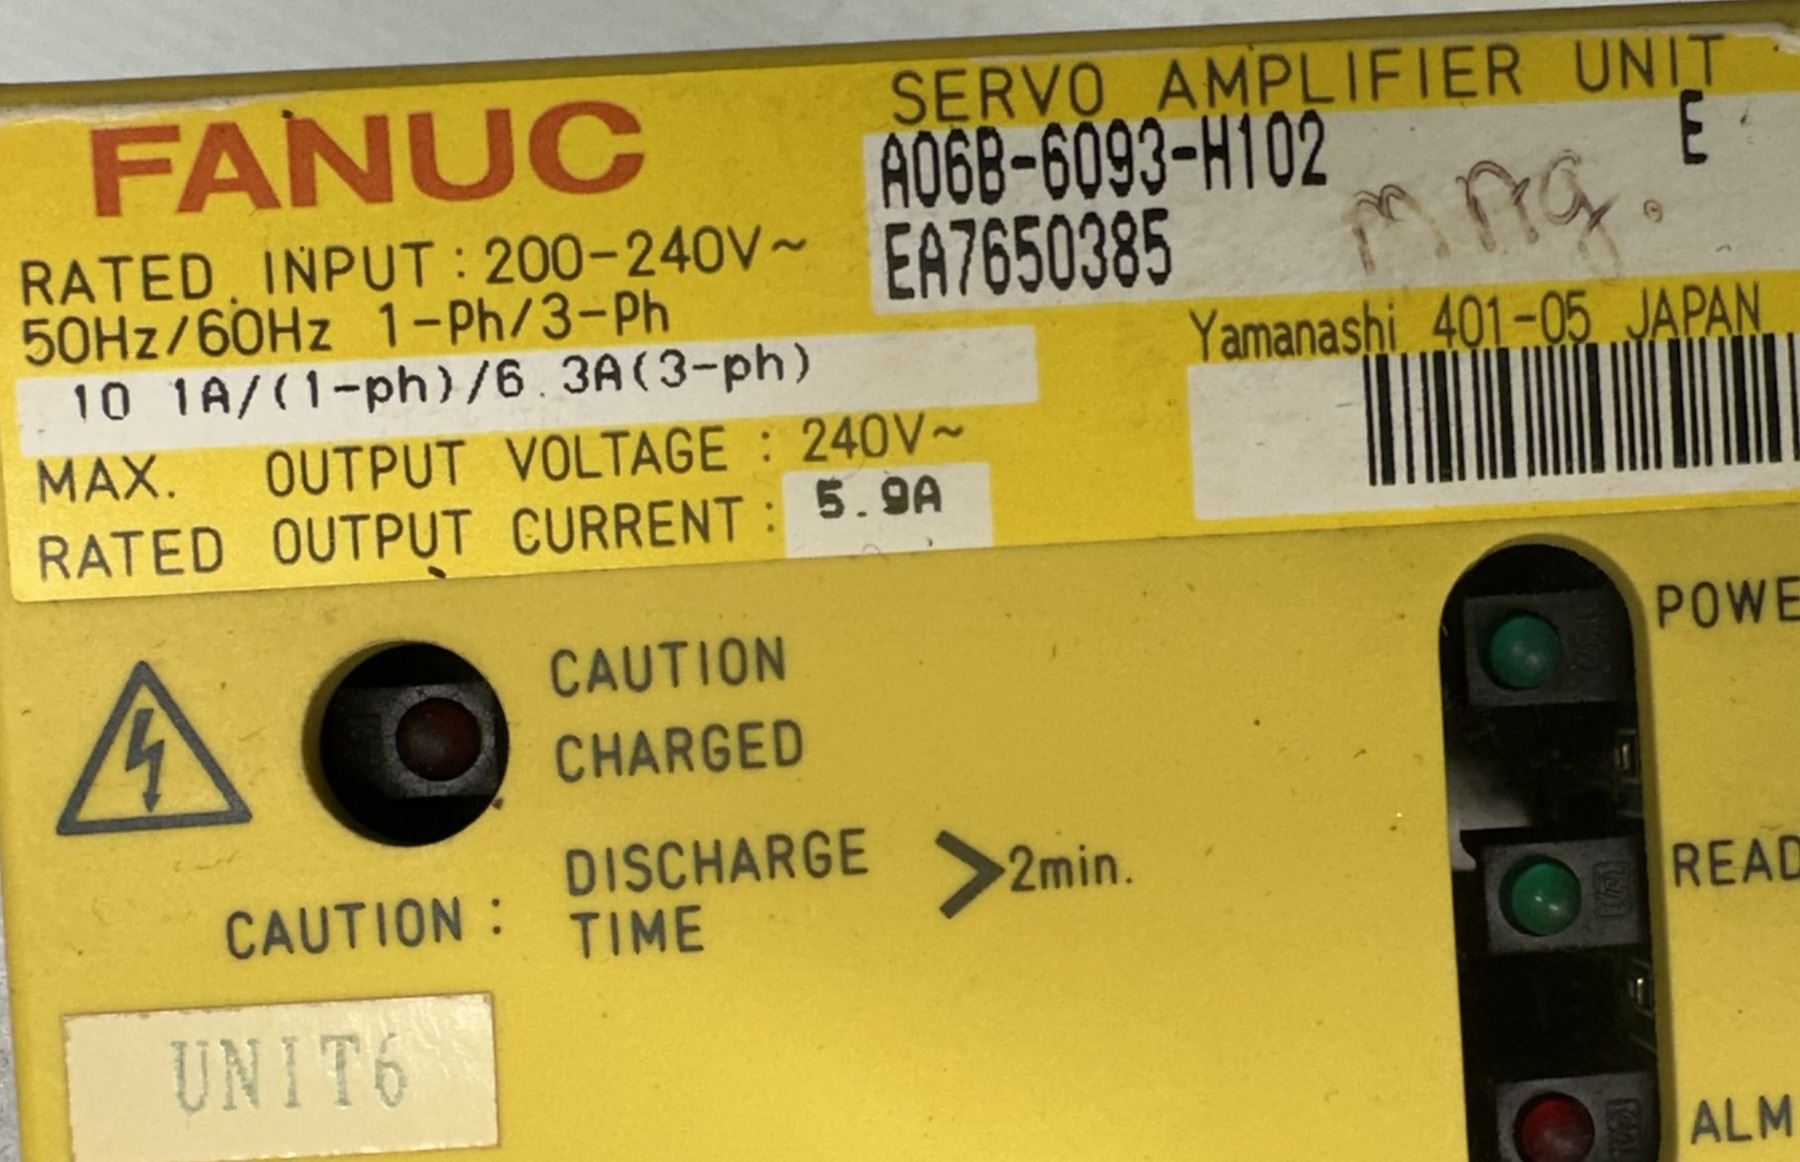 FANUC
SERVO AMPLIFIER UNIT
A06B-6093-H102 E
EA7650385
RATED INPUT : 200-240V~
50Hz/60Hz 1-Ph/3-Ph
10 1A/(1-ph)/6.3A(3-ph)
Yamanashi 401-05 JAPAN
MAX. OUTPUT VOLTAGE : 240V~
RATED OUTPUT CURRENT : 5.9A
POWE
CAUTION
CHARGED
READ
CAUTION : DISCHARGE TIME >2min.
UNIT6
ALM